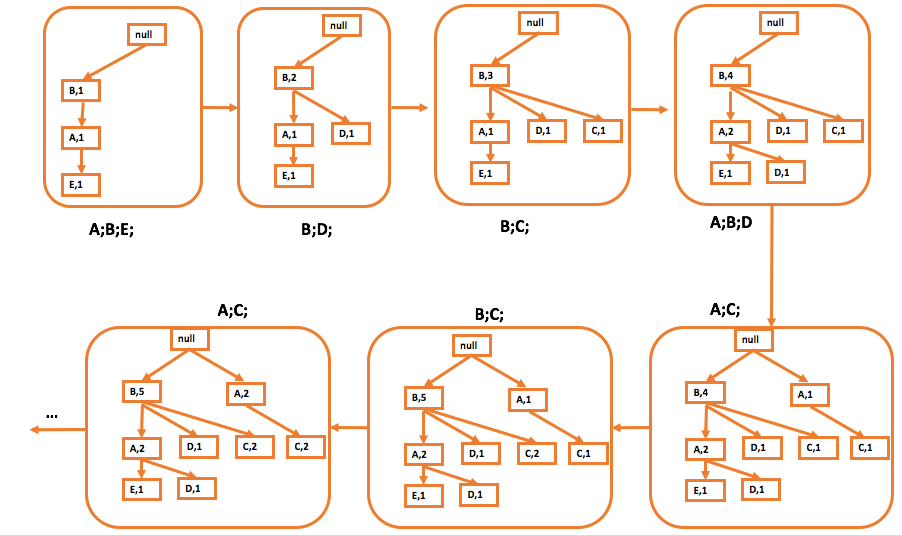 null
B,1
A,1
E,1
A;B;E;
null
B,2
A,1
D,1
E,1
B;D;
null
B,3
A,1
D,1
C,1
E,1
B;C;
null
B,4
A,2
D,1
C,1
E,1
D,1
A;B;D
A;C;
null
B,4
A,1
A,2
D,1
C,1
C,1
E,1
D,1
B;C;
null
B,5
A,1
A,2
D,1
C,2
C,1
E,1
D,1
A;C;
null
B,5
A,2
A,2
D,1
C,2
C,2
E,1
D,1
...